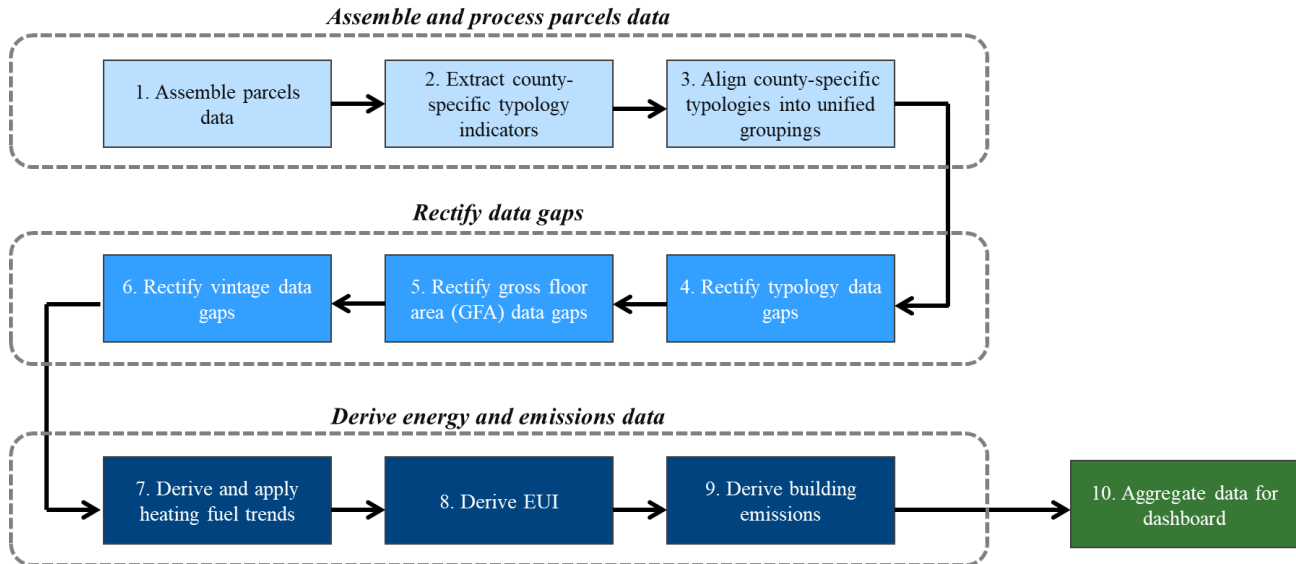 Assemble and process parcels data
1. Assemble parcels
data
2. Extract county-
specific typology
indicators
3. Align county-specific
typologies into unified
groupings
Rectify data gaps
6. Rectify vintage data
gaps
5. Rectify gross floor
area (GFA) data gaps
4. Rectify typology data
gaps
Derive energy and emissions data
7. Derive and apply
heating fuel trends
8. Derive EUI
9. Derive building
emissions
10. Aggregate data for
dashboard